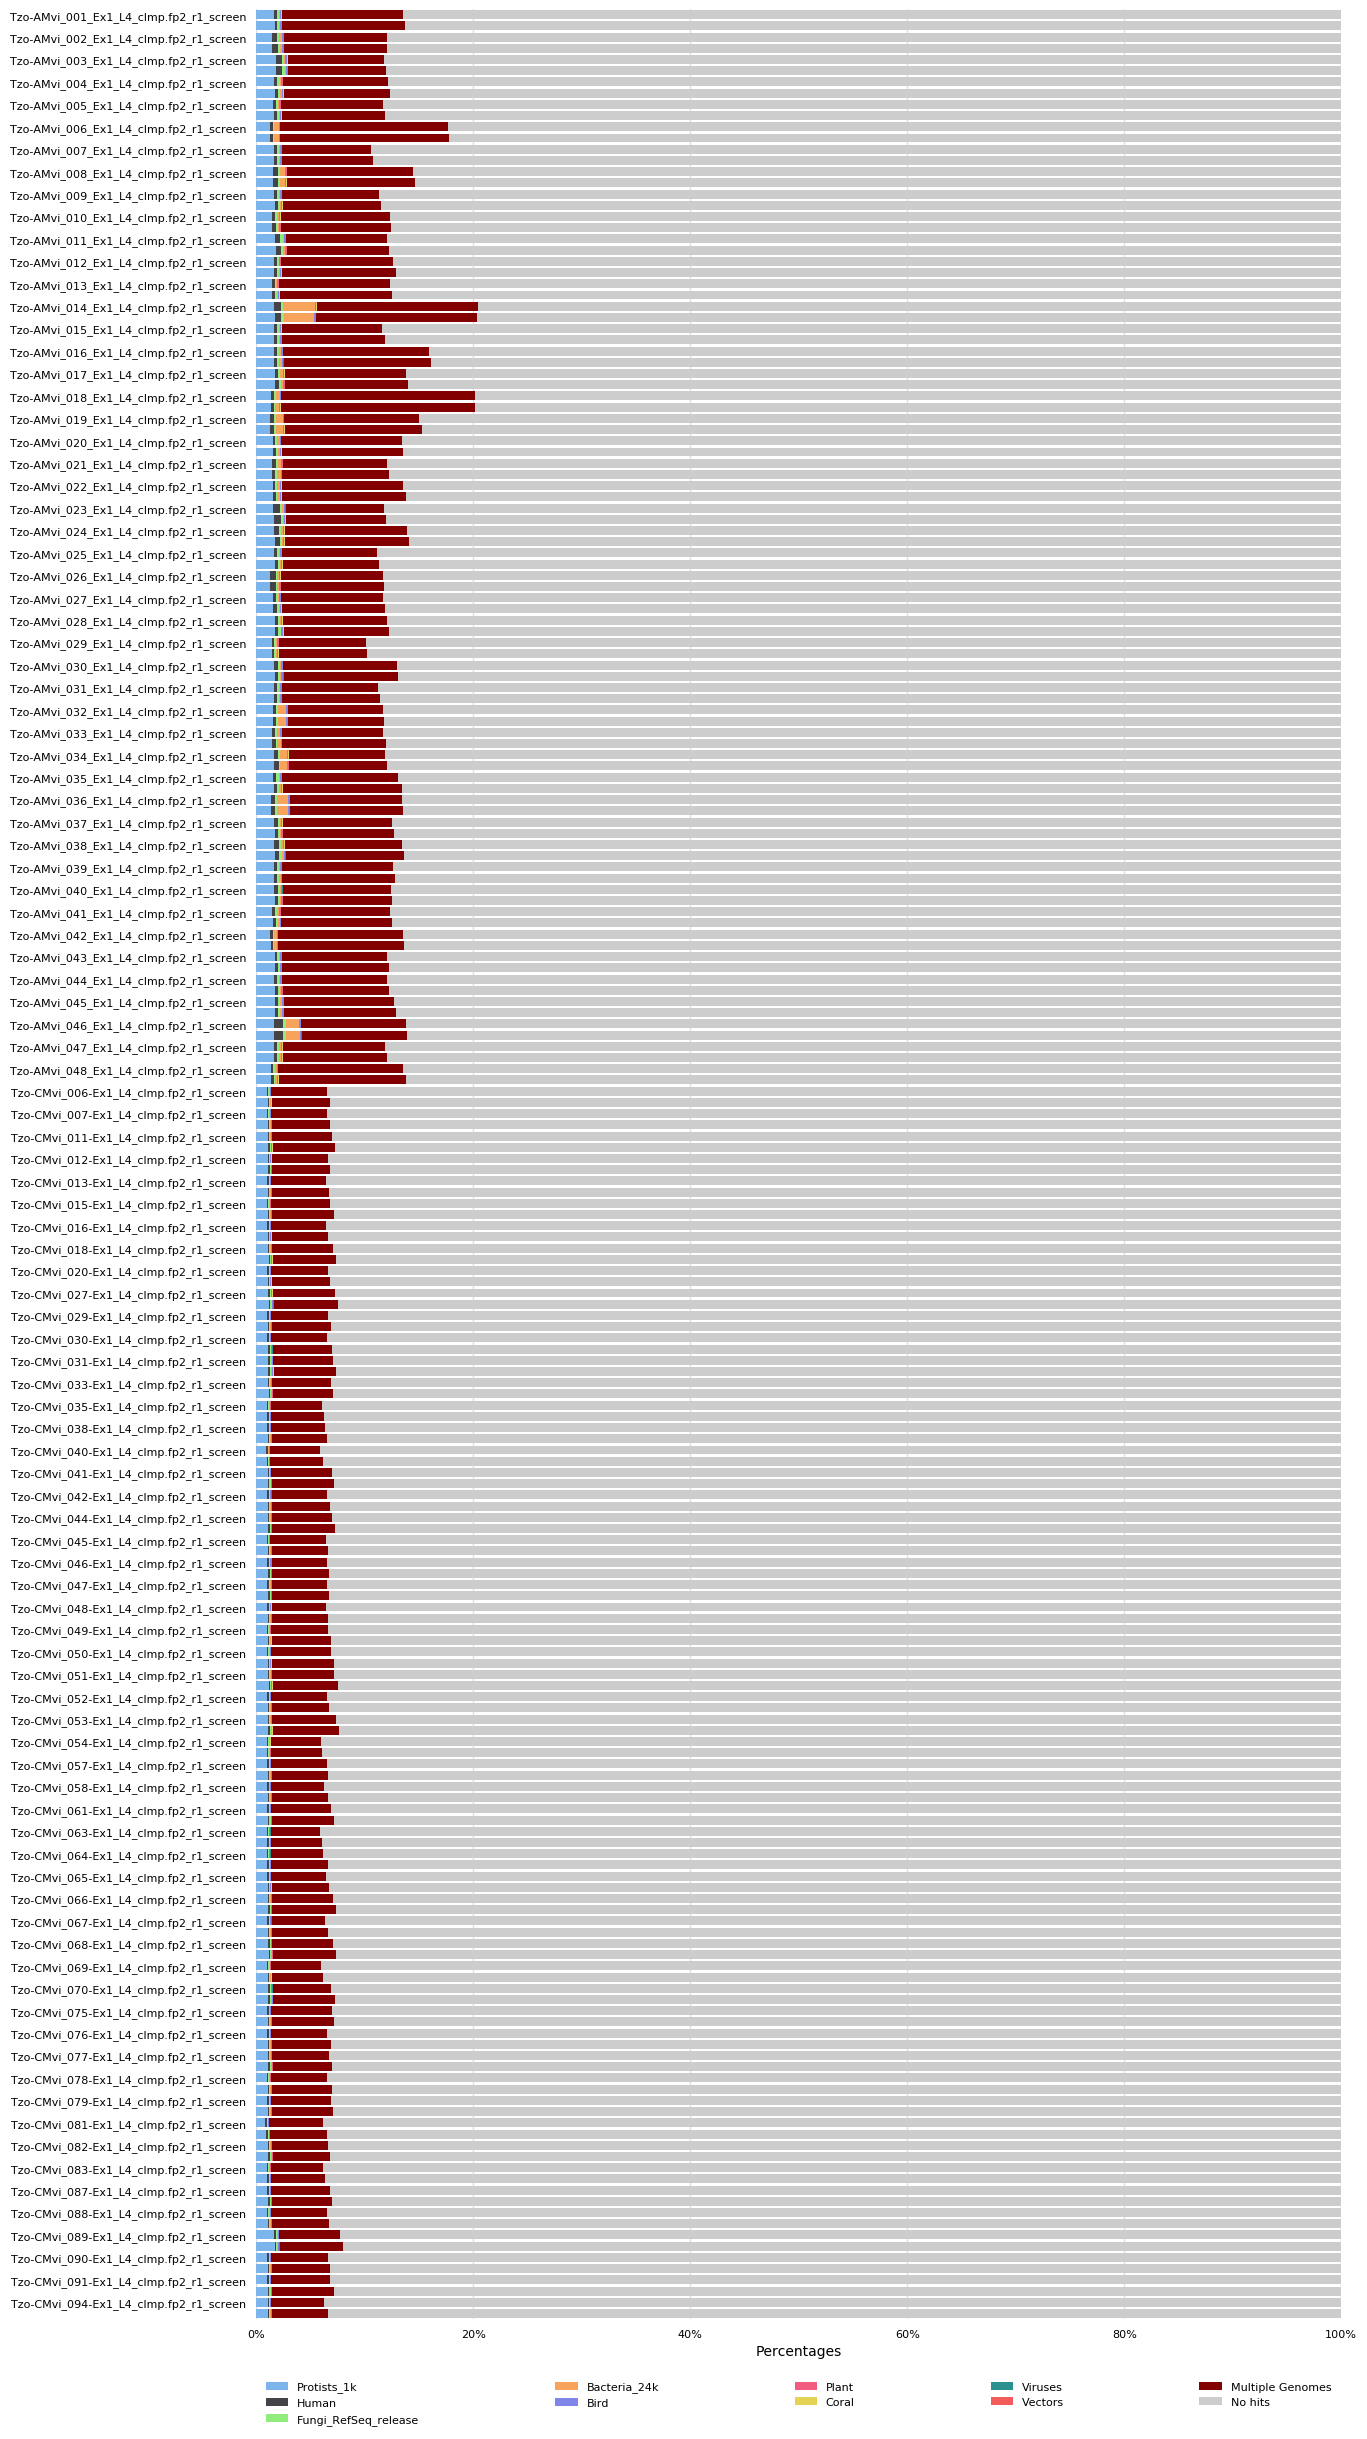 Tzo-AMvi_001_Ex1_L4_clmp.fp2_r1_screen
Tzo-AMvi_002_Ex1_L4_clmp.fp2_r1_screen
Tzo-AMvi_003_Ex1_L4_clmp.fp2_r1_screen
Tzo-AMvi_004_Ex1_L4_clmp.fp2_r1_screen
Tzo-AMvi_005_Ex1_L4_clmp.fp2_r1_screen
Tzo-AMvi_006_Ex1_L4_clmp.fp2_r1_screen
Tzo-AMvi_007_Ex1_L4_clmp.fp2_r1_screen
Tzo-AMvi_008_Ex1_L4_clmp.fp2_r1_screen
Tzo-AMvi_009_Ex1_L4_clmp.fp2_r1_screen
Tzo-AMvi_010_Ex1_L4_clmp.fp2_r1_screen
Tzo-AMvi_011_Ex1_L4_clmp.fp2_r1_screen
Tzo-AMvi_012_Ex1_L4_clmp.fp2_r1_screen
Tzo-AMvi_013_Ex1_L4_clmp.fp2_r1_screen
Tzo-AMvi_014_Ex1_L4_clmp.fp2_r1_screen
Tzo-AMvi_015_Ex1_L4_clmp.fp2_r1_screen
Tzo-AMvi_016_Ex1_L4_clmp.fp2_r1_screen
Tzo-AMvi_017_Ex1_L4_clmp.fp2_r1_screen
Tzo-AMvi_018_Ex1_L4_clmp.fp2_r1_screen
Tzo-AMvi_019_Ex1_L4_clmp.fp2_r1_screen
Tzo-AMvi_020_Ex1_L4_clmp.fp2_r1_screen
Tzo-AMvi_021_Ex1_L4_clmp.fp2_r1_screen
Tzo-AMvi_022_Ex1_L4_clmp.fp2_r1_screen
Tzo-AMvi_023_Ex1_L4_clmp.fp2_r1_screen
Tzo-AMvi_024_Ex1_L4_clmp.fp2_r1_screen
Tzo-AMvi_025_Ex1_L4_clmp.fp2_r1_screen
Tzo-AMvi_026_Ex1_L4_clmp.fp2_r1_screen
Tzo-AMvi_027_Ex1_L4_clmp.fp2_r1_screen
Tzo-AMvi_028_Ex1_L4_clmp.fp2_r1_screen
Tzo-AMvi_029_Ex1_L4_clmp.fp2_r1_screen
Tzo-AMvi_030_Ex1_L4_clmp.fp2_r1_screen
Tzo-AMvi_031_Ex1_L4_clmp.fp2_r1_screen
Tzo-AMvi_032_Ex1_L4_clmp.fp2_r1_screen
Tzo-AMvi_033_Ex1_L4_clmp.fp2_r1_screen
Tzo-AMvi_034_Ex1_L4_clmp.fp2_r1_screen
Tzo-AMvi_035_Ex1_L4_clmp.fp2_r1_screen
Tzo-AMvi_036_Ex1_L4_clmp.fp2_r1_screen
Tzo-AMvi_037_Ex1_L4_clmp.fp2_r1_screen
Tzo-AMvi_038_Ex1_L4_clmp.fp2_r1_screen
Tzo-AMvi_039_Ex1_L4_clmp.fp2_r1_screen
Tzo-AMvi_040_Ex1_L4_clmp.fp2_r1_screen
Tzo-AMvi_041_Ex1_L4_clmp.fp2_r1_screen
Tzo-AMvi_042_Ex1_L4_clmp.fp2_r1_screen
Tzo-AMvi_043_Ex1_L4_clmp.fp2_r1_screen
Tzo-AMvi_044_Ex1_L4_clmp.fp2_r1_screen
Tzo-AMvi_045_Ex1_L4_clmp.fp2_r1_screen
Tzo-AMvi_046_Ex1_L4_clmp.fp2_r1_screen
Tzo-AMvi_047_Ex1_L4_clmp.fp2_r1_screen
Tzo-AMvi_048_Ex1_L4_clmp.fp2_r1_screen
Tzo-CMvi_006-Ex1_L4_clmp.fp2_r1_screen
Tzo-CMvi_007-Ex1_L4_clmp.fp2_r1_screen
Tzo-CMvi_011-Ex1_L4_clmp.fp2_r1_screen
Tzo-CMvi_012-Ex1_L4_clmp.fp2_r1_screen
Tzo-CMvi_013-Ex1_L4_clmp.fp2_r1_screen
Tzo-CMvi_015-Ex1_L4_clmp.fp2_r1_screen
Tzo-CMvi_016-Ex1_L4_clmp.fp2_r1_screen
Tzo-CMvi_018-Ex1_L4_clmp.fp2_r1_screen
Tzo-CMvi_020-Ex1_L4_clmp.fp2_r1_screen
Tzo-CMvi_027-Ex1_L4_clmp.fp2_r1_screen
Tzo-CMvi_029-Ex1_L4_clmp.fp2_r1_screen
Tzo-CMvi_030-Ex1_L4_clmp.fp2_r1_screen
Tzo-CMvi_031-Ex1_L4_clmp.fp2_r1_screen
Tzo-CMvi_033-Ex1_L4_clmp.fp2_r1_screen
Tzo-CMvi_035-Ex1_L4_clmp.fp2_r1_screen
Tzo-CMvi_038-Ex1_L4_clmp.fp2_r1_screen
Tzo-CMvi_040-Ex1_L4_clmp.fp2_r1_screen
Tzo-CMvi_041-Ex1_L4_clmp.fp2_r1_screen
Tzo-CMvi_042-Ex1_L4_clmp.fp2_r1_screen
Tzo-CMvi_044-Ex1_L4_clmp.fp2_r1_screen
Tzo-CMvi_045-Ex1_L4_clmp.fp2_r1_screen
Tzo-CMvi_046-Ex1_L4_clmp.fp2_r1_screen
Tzo-CMvi_047-Ex1_L4_clmp.fp2_r1_screen
Tzo-CMvi_048-Ex1_L4_clmp.fp2_r1_screen
Tzo-CMvi_049-Ex1_L4_clmp.fp2_r1_screen
Tzo-CMvi_050-Ex1_L4_clmp.fp2_r1_screen
Tzo-CMvi_051-Ex1_L4_clmp.fp2_r1_screen
Tzo-CMvi_052-Ex1_L4_clmp.fp2_r1_screen
Tzo-CMvi_053-Ex1_L4_clmp.fp2_r1_screen
Tzo-CMvi_054-Ex1_L4_clmp.fp2_r1_screen
Tzo-CMvi_057-Ex1_L4_clmp.fp2_r1_screen
Tzo-CMvi_058-Ex1_L4_clmp.fp2_r1_screen
Tzo-CMvi_061-Ex1_L4_clmp.fp2_r1_screen
Tzo-CMvi_063-Ex1_L4_clmp.fp2_r1_screen
Tzo-CMvi_064-Ex1_L4_clmp.fp2_r1_screen
Tzo-CMvi_065-Ex1_L4_clmp.fp2_r1_screen
Tzo-CMvi_066-Ex1_L4_clmp.fp2_r1_screen
Tzo-CMvi_067-Ex1_L4_clmp.fp2_r1_screen
Tzo-CMvi_068-Ex1_L4_clmp.fp2_r1_screen
Tzo-CMvi_069-Ex1_L4_clmp.fp2_r1_screen
Tzo-CMvi_070-Ex1_L4_clmp.fp2_r1_screen
Tzo-CMvi_075-Ex1_L4_clmp.fp2_r1_screen
Tzo-CMvi_076-Ex1_L4_clmp.fp2_r1_screen
Tzo-CMvi_077-Ex1_L4_clmp.fp2_r1_screen
Tzo-CMvi_078-Ex1_L4_clmp.fp2_r1_screen
Tzo-CMvi_079-Ex1_L4_clmp.fp2_r1_screen
Tzo-CMvi_081-Ex1_L4_clmp.fp2_r1_screen
Tzo-CMvi_082-Ex1_L4_clmp.fp2_r1_screen
Tzo-CMvi_083-Ex1_L4_clmp.fp2_r1_screen
Tzo-CMvi_087-Ex1_L4_clmp.fp2_r1_screen
Tzo-CMvi_088-Ex1_L4_clmp.fp2_r1_screen
Tzo-CMvi_089-Ex1_L4_clmp.fp2_r1_screen
Tzo-CMvi_090-Ex1_L4_clmp.fp2_r1_screen
Tzo-CMvi_091-Ex1_L4_clmp.fp2_r1_screen
Tzo-CMvi_094-Ex1_L4_clmp.fp2_r1_screen
0% 20% 40% 60% 80% 100%
Percentages
Protists_1k Bacteria_24k Plant Viruses Multiple Genomes
Human Bird Coral Vectors No hits
Fungi_RefSeq_release